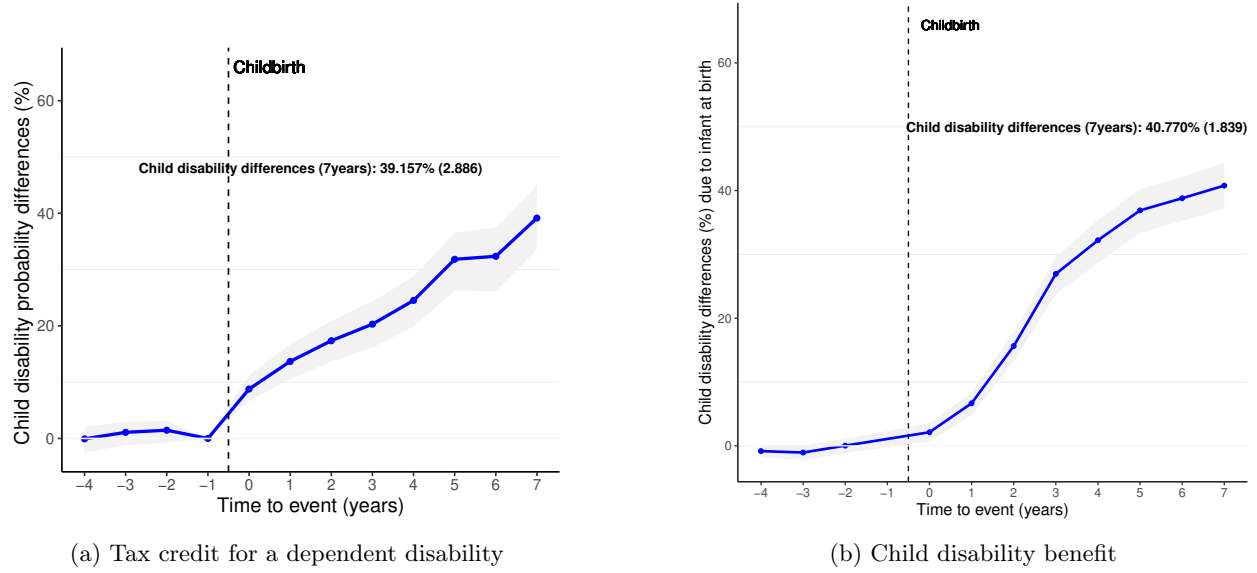 Child disability probability differences (%)
60
40
20
0
Childbirth
Child disability differences (7years): 39.157% (2.886)
−4 −3 −2 −1 0 1 2 3 4 5 6 7
Time to event (years)
(a) Tax credit for a dependent disability
Child disability differences (%) due to infant at birth
60
40
20
0
Childbirth
Child disability differences (7years): 40.770% (1.839)
−4 −3 −2 −1 0 1 2 3 4 5 6 7
Time to event (years)
(b) Child disability benefit